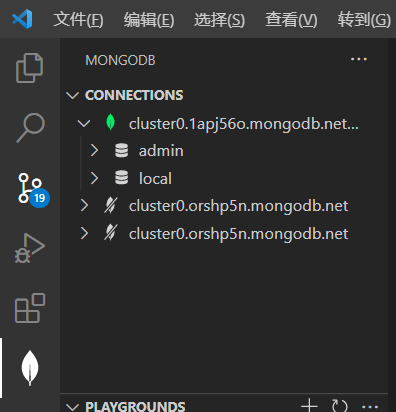 文件(F) 编辑(E) 选择(S) 查看(V) 转到(G)
MONGODB
CONNECTIONS
cluster0.1apj56o.mongodb.net...
admin
local
cluster0.orshp5n.mongodb.net
cluster0.orshp5n.mongodb.net
19
PLAYGROUNDS